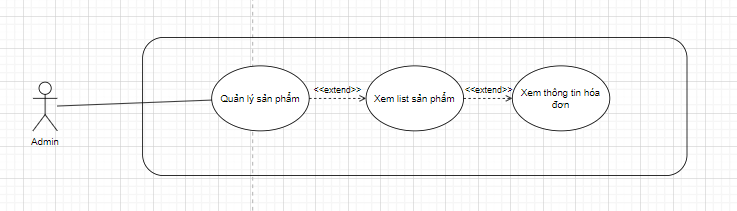 Admin
Quản lý sản phẩm
<<extend>>
Xem list sản phẩm
<<extend>>
Xem thông tin hóa
đơn